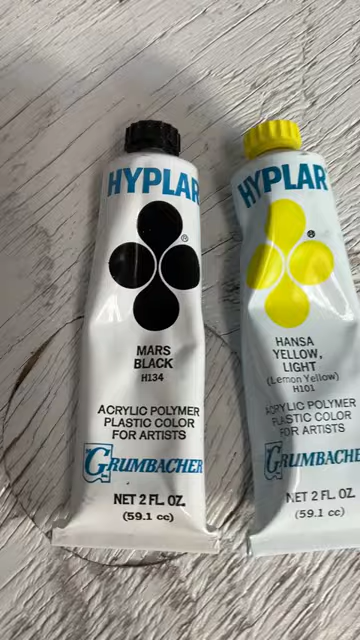 HYPLAR
®
MARS
BLACK
H134
ACRYLIC POLYMER
PLASTIC COLOR
FOR ARTISTS
GRUMBACHER
NET 2 FL. OZ.
(59.1 cc)
HYPLAR
®
HANSA
YELLOW,
LIGHT
(Lemon Yellow)
H101
ACRYLIC POLYMER
PLASTIC COLOR
FOR ARTISTS
GRUMBACHE
NET 2 FL. OZ.
(59.1 cc)